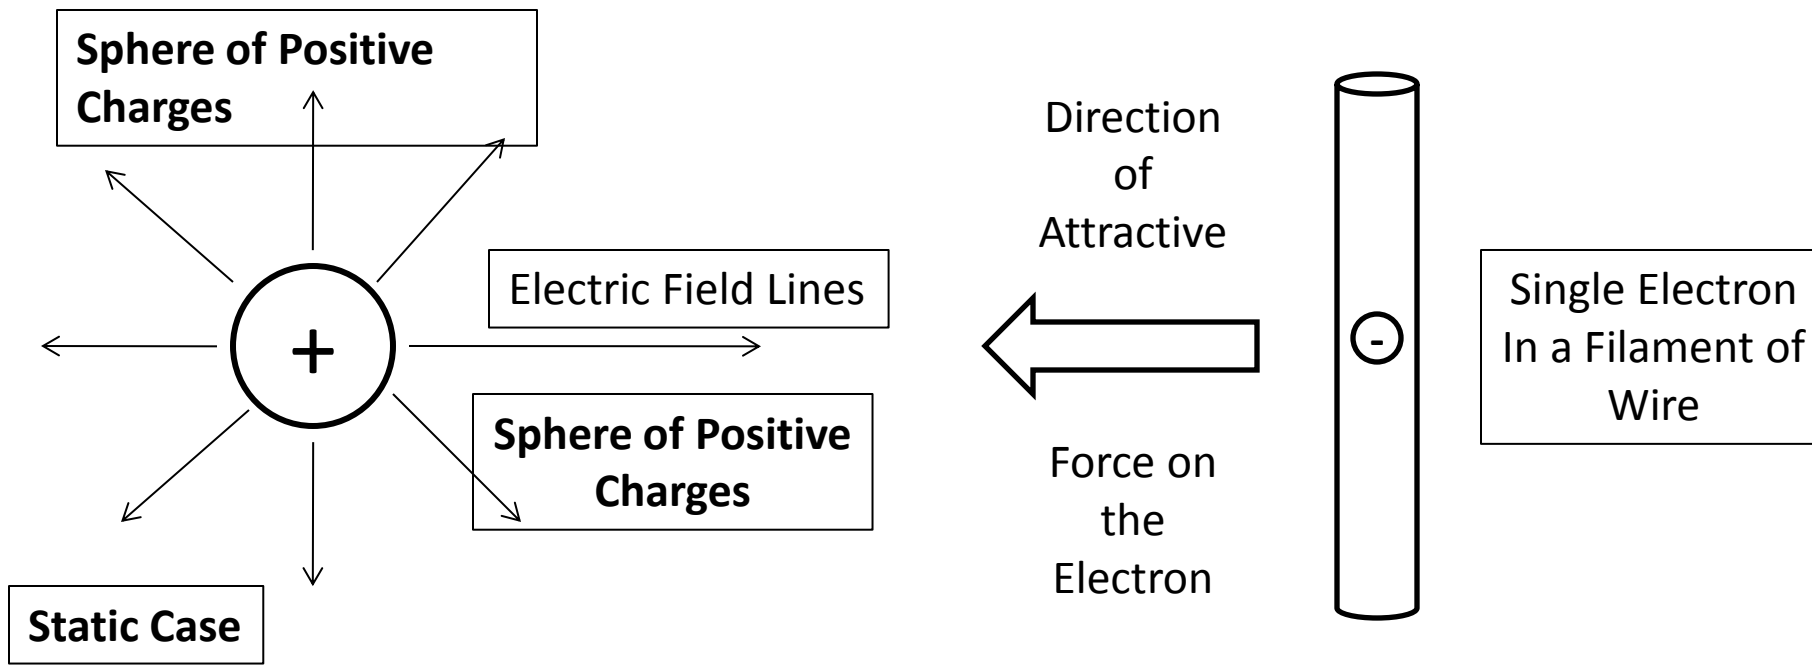 Sphere of Positive
Charges
Direction
of
Attractive
Electric Field Lines
+
-
Single Electron
In a Filament of
Wire
Sphere of Positive
Charges
Force on
the
Electron
Static Case